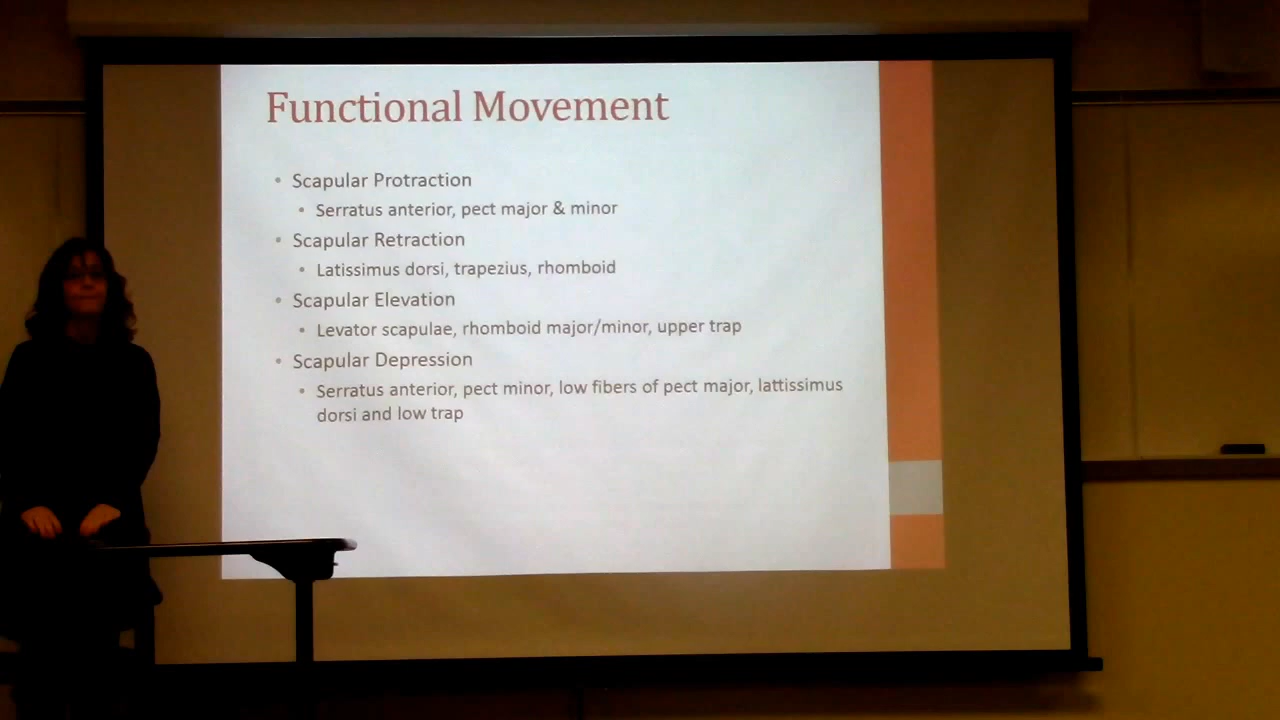 Functional Movement
• Scapular Protraction
• Serratus anterior, pect major & minor
• Scapular Retraction
• Latissimus dorsi, trapezius, rhomboid
• Scapular Elevation
• Levator scapulae, rhomboid major/minor, upper trap
• Scapular Depression
• Serratus anterior, pect minor, low fibers of pect major, lattissimus
dorsi and low trap